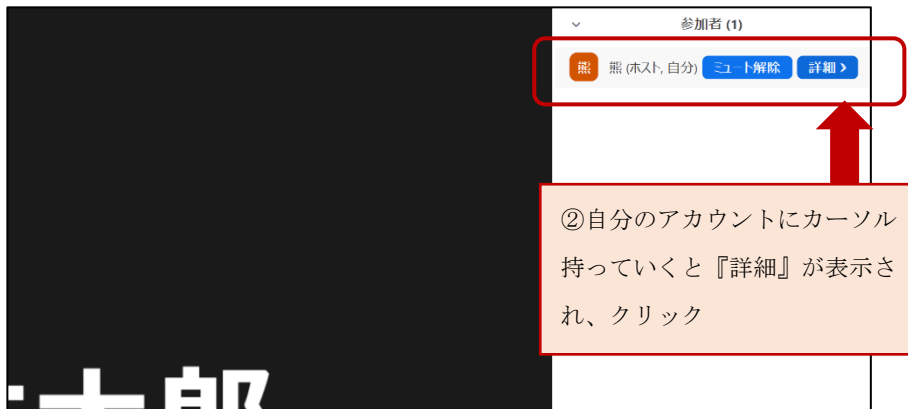 参加者 (1)
熊 熊 (ホスト, 自分) ミュート解除 詳細 >
②自分のアカウントにカーソル
持っていくと『詳細』が表示さ
れ、クリック
太郎